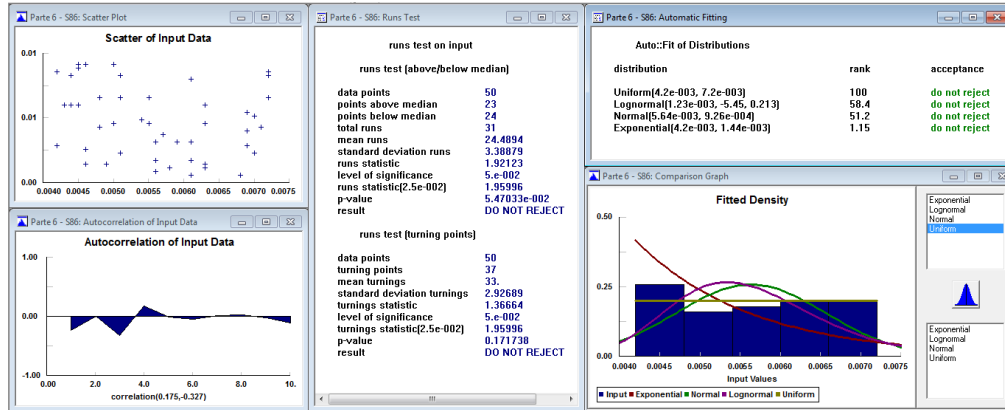 Parte 6 - S86: Scatter Plot
Scatter of Input Data
0.01
0.01
0.00
0.0040 0.0045 0.0050 0.0055 0.0060 0.0065 0.0070 0.0075
Parte 6 - S86: Autocorrelation of Input Data
Autocorrelation of Input Data
1.00
0.00
-1.00
0.00 2.0 4.0 6.0 8.0 10.
correlation(0.175,-0.327)
Parte 6 - S86: Runs Test
runs test on input
runs test (above/below median)
data points 50
points above median 23
points below median 24
total runs 31
mean runs 24.4894
standard deviation runs 3.38879
runs statistic 1.92123
level of significance 5.e-002
runs statistic(2.5e-002) 1.95996
p-value 5.47033e-002
result DO NOT REJECT
runs test (turning points)
data points 50
turning points 37
mean turnings 33.
standard deviation turnings 2.92689
turnings statistic 1.36664
level of significance 5.e-002
turnings statistic(2.5e-002) 1.95996
p-value 0.171738
result DO NOT REJECT
Parte 6 - S86: Automatic Fitting
Auto::Fit of Distributions
distribution rank acceptance
Uniform(4.2e-003, 7.2e-003) 100 do not reject
Lognormal(1.23e-003, -5.45, 0.213) 58.4 do not reject
Normal(5.64e-003, 9.26e-004) 51.2 do not reject
Exponential(4.2e-003, 1.44e-003) 1.15 do not reject
Parte 6 - S86: Comparison Graph
Fitted Density
0.50
0.25
0.00
0.0040 0.0045 0.0050 0.0055 0.0060 0.0065 0.0070 0.0075
Input Values
Input Exponential Normal Lognormal Uniform
Exponential
Lognormal
Normal
Uniform
Exponential
Lognormal
Normal
Uniform